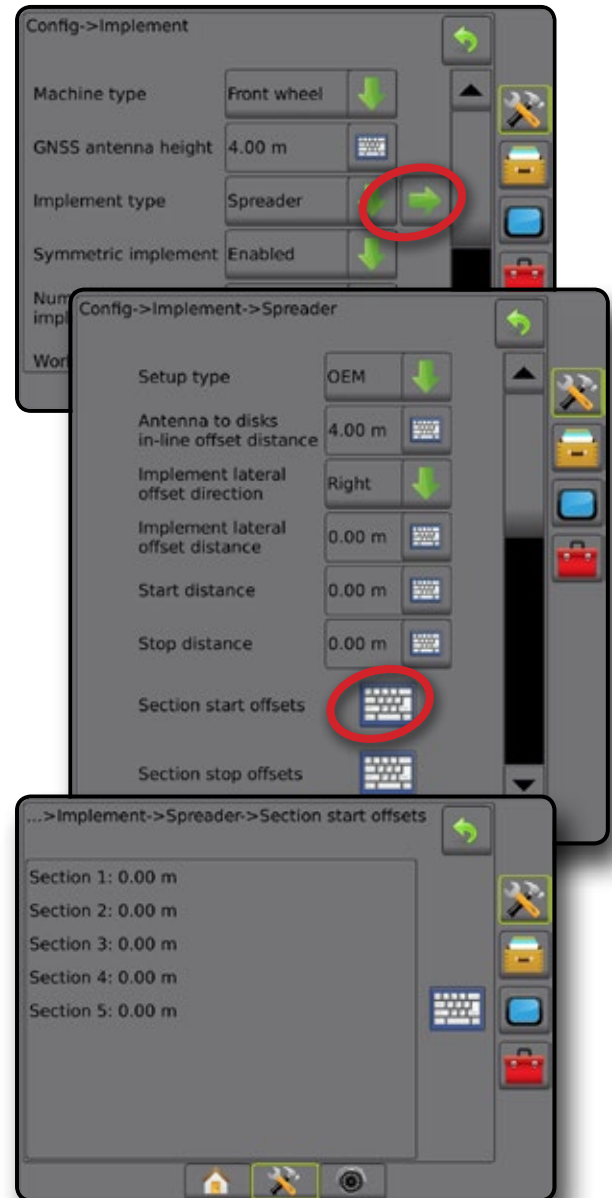 Config->Implement
Machine type Front wheel
GNSS antenna height 4.00 m
Implement type Spreader
Symmetric implement Enabled
Config->Implement->Spreader
Setup type OEM
Antenna to disks
in-line offset distance 4.00 m
Implement lateral
offset direction Right
Implement lateral
offset distance 0.00 m
Start distance 0.00 m
Stop distance 0.00 m
Section start offsets
Section stop offsets
...>Implement->Spreader->Section start offsets
Section 1: 0.00 m
Section 2: 0.00 m
Section 3: 0.00 m
Section 4: 0.00 m
Section 5: 0.00 m